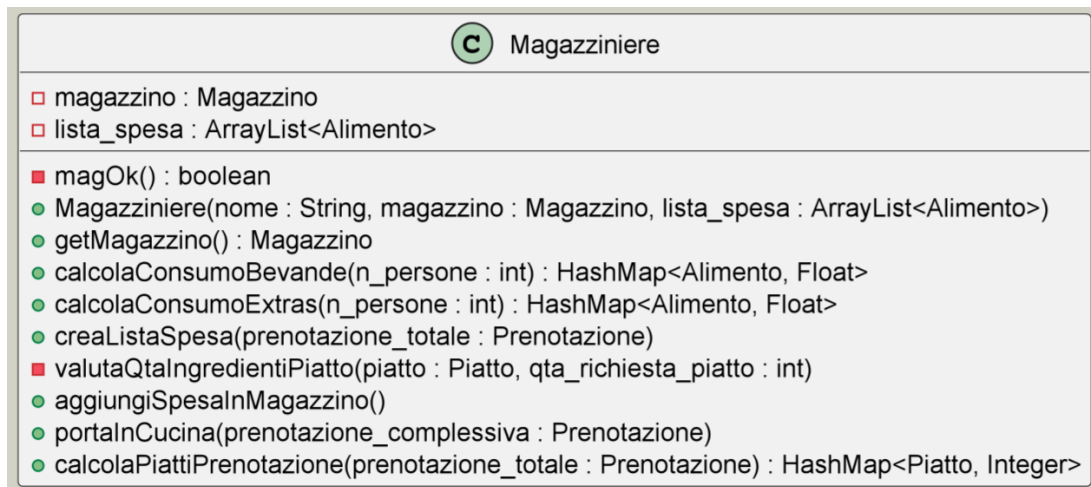 C Magazziniere
magazzino : Magazzino
lista_spesa : ArrayList<Alimento>
magOk() : boolean
Magazziniere(nome : String, magazzino : Magazzino, lista_spesa : ArrayList<Alimento>)
getMagazzino() : Magazzino
calcolaConsumoBevande(n_persone : int) : HashMap<Alimento, Float>
calcolaConsumoExtras(n_persone : int) : HashMap<Alimento, Float>
creaListaSpesa(prenotazione_totale : Prenotazione)
valutaQtaIngredientiPiatto(piatto : Piatto, qta_richiesta_piatto : int)
aggiungiSpesaInMagazzino()
portaInCucina(prenotazione_complessiva : Prenotazione)
calcolaPiattiPrenotazione(prenotazione_totale : Prenotazione) : HashMap<Piatto, Integer>